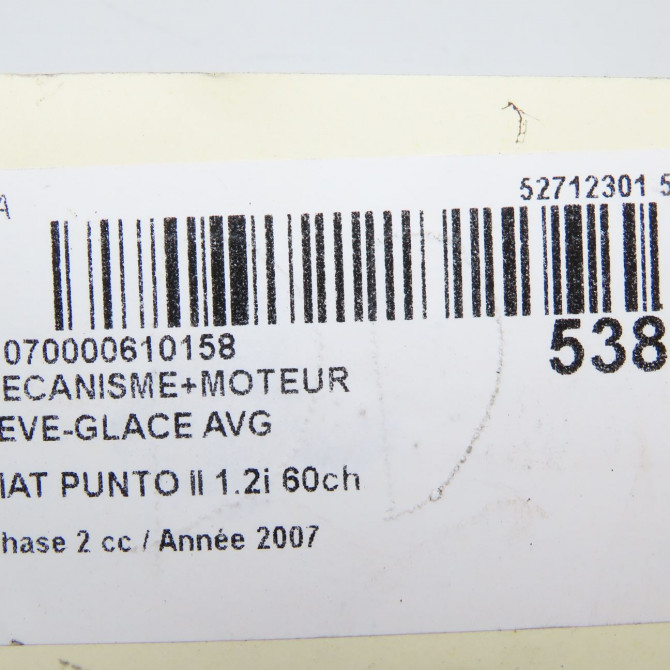 A
52712301 5
070000610158
538
ECANISME+MOTEUR
EVE-GLACE AVG
IAT PUNTO II 1.2i 60ch
hase 2 cc / Année 2007